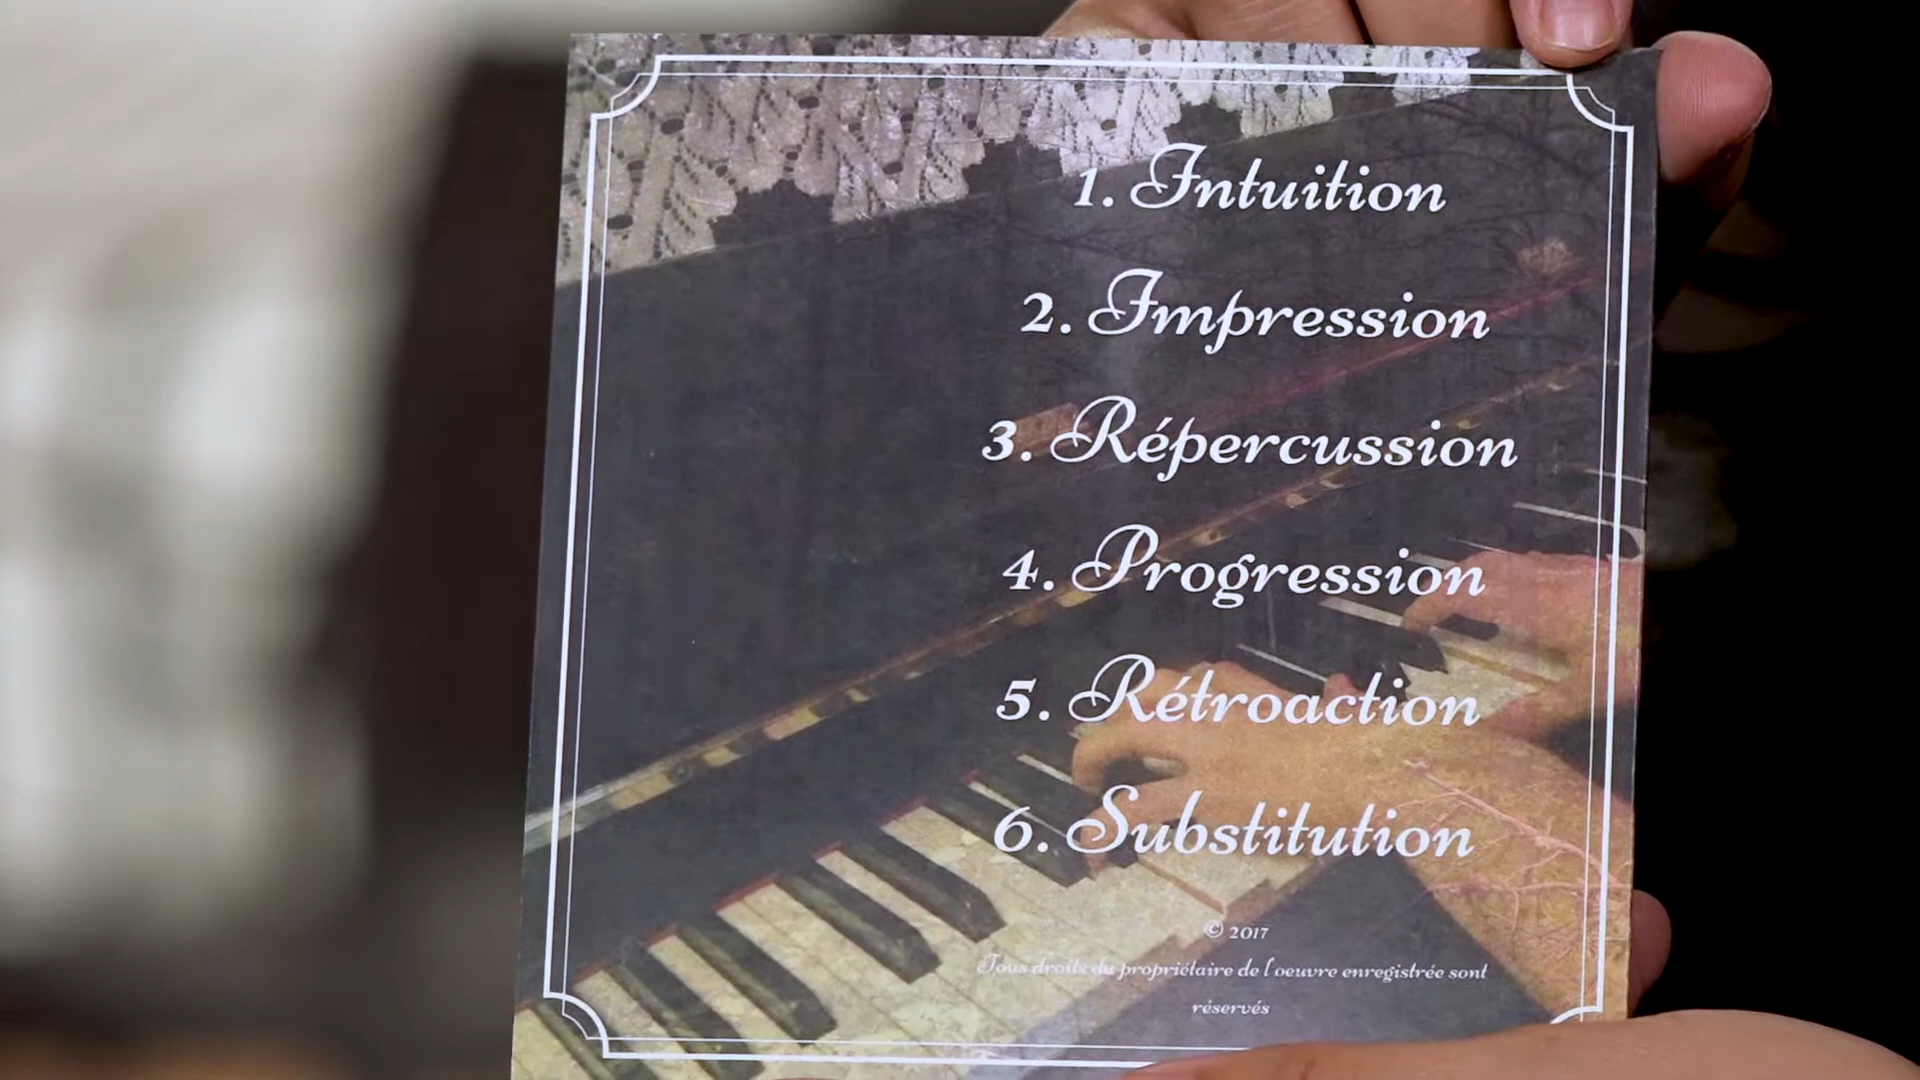 1. Intuition
2. Impression
3. Répercussion
4. Progression
5. Rétroaction
6. Substitution
© 2017
Tous droits du propriétaire de l'oeuvre enregistrée sont
réservés